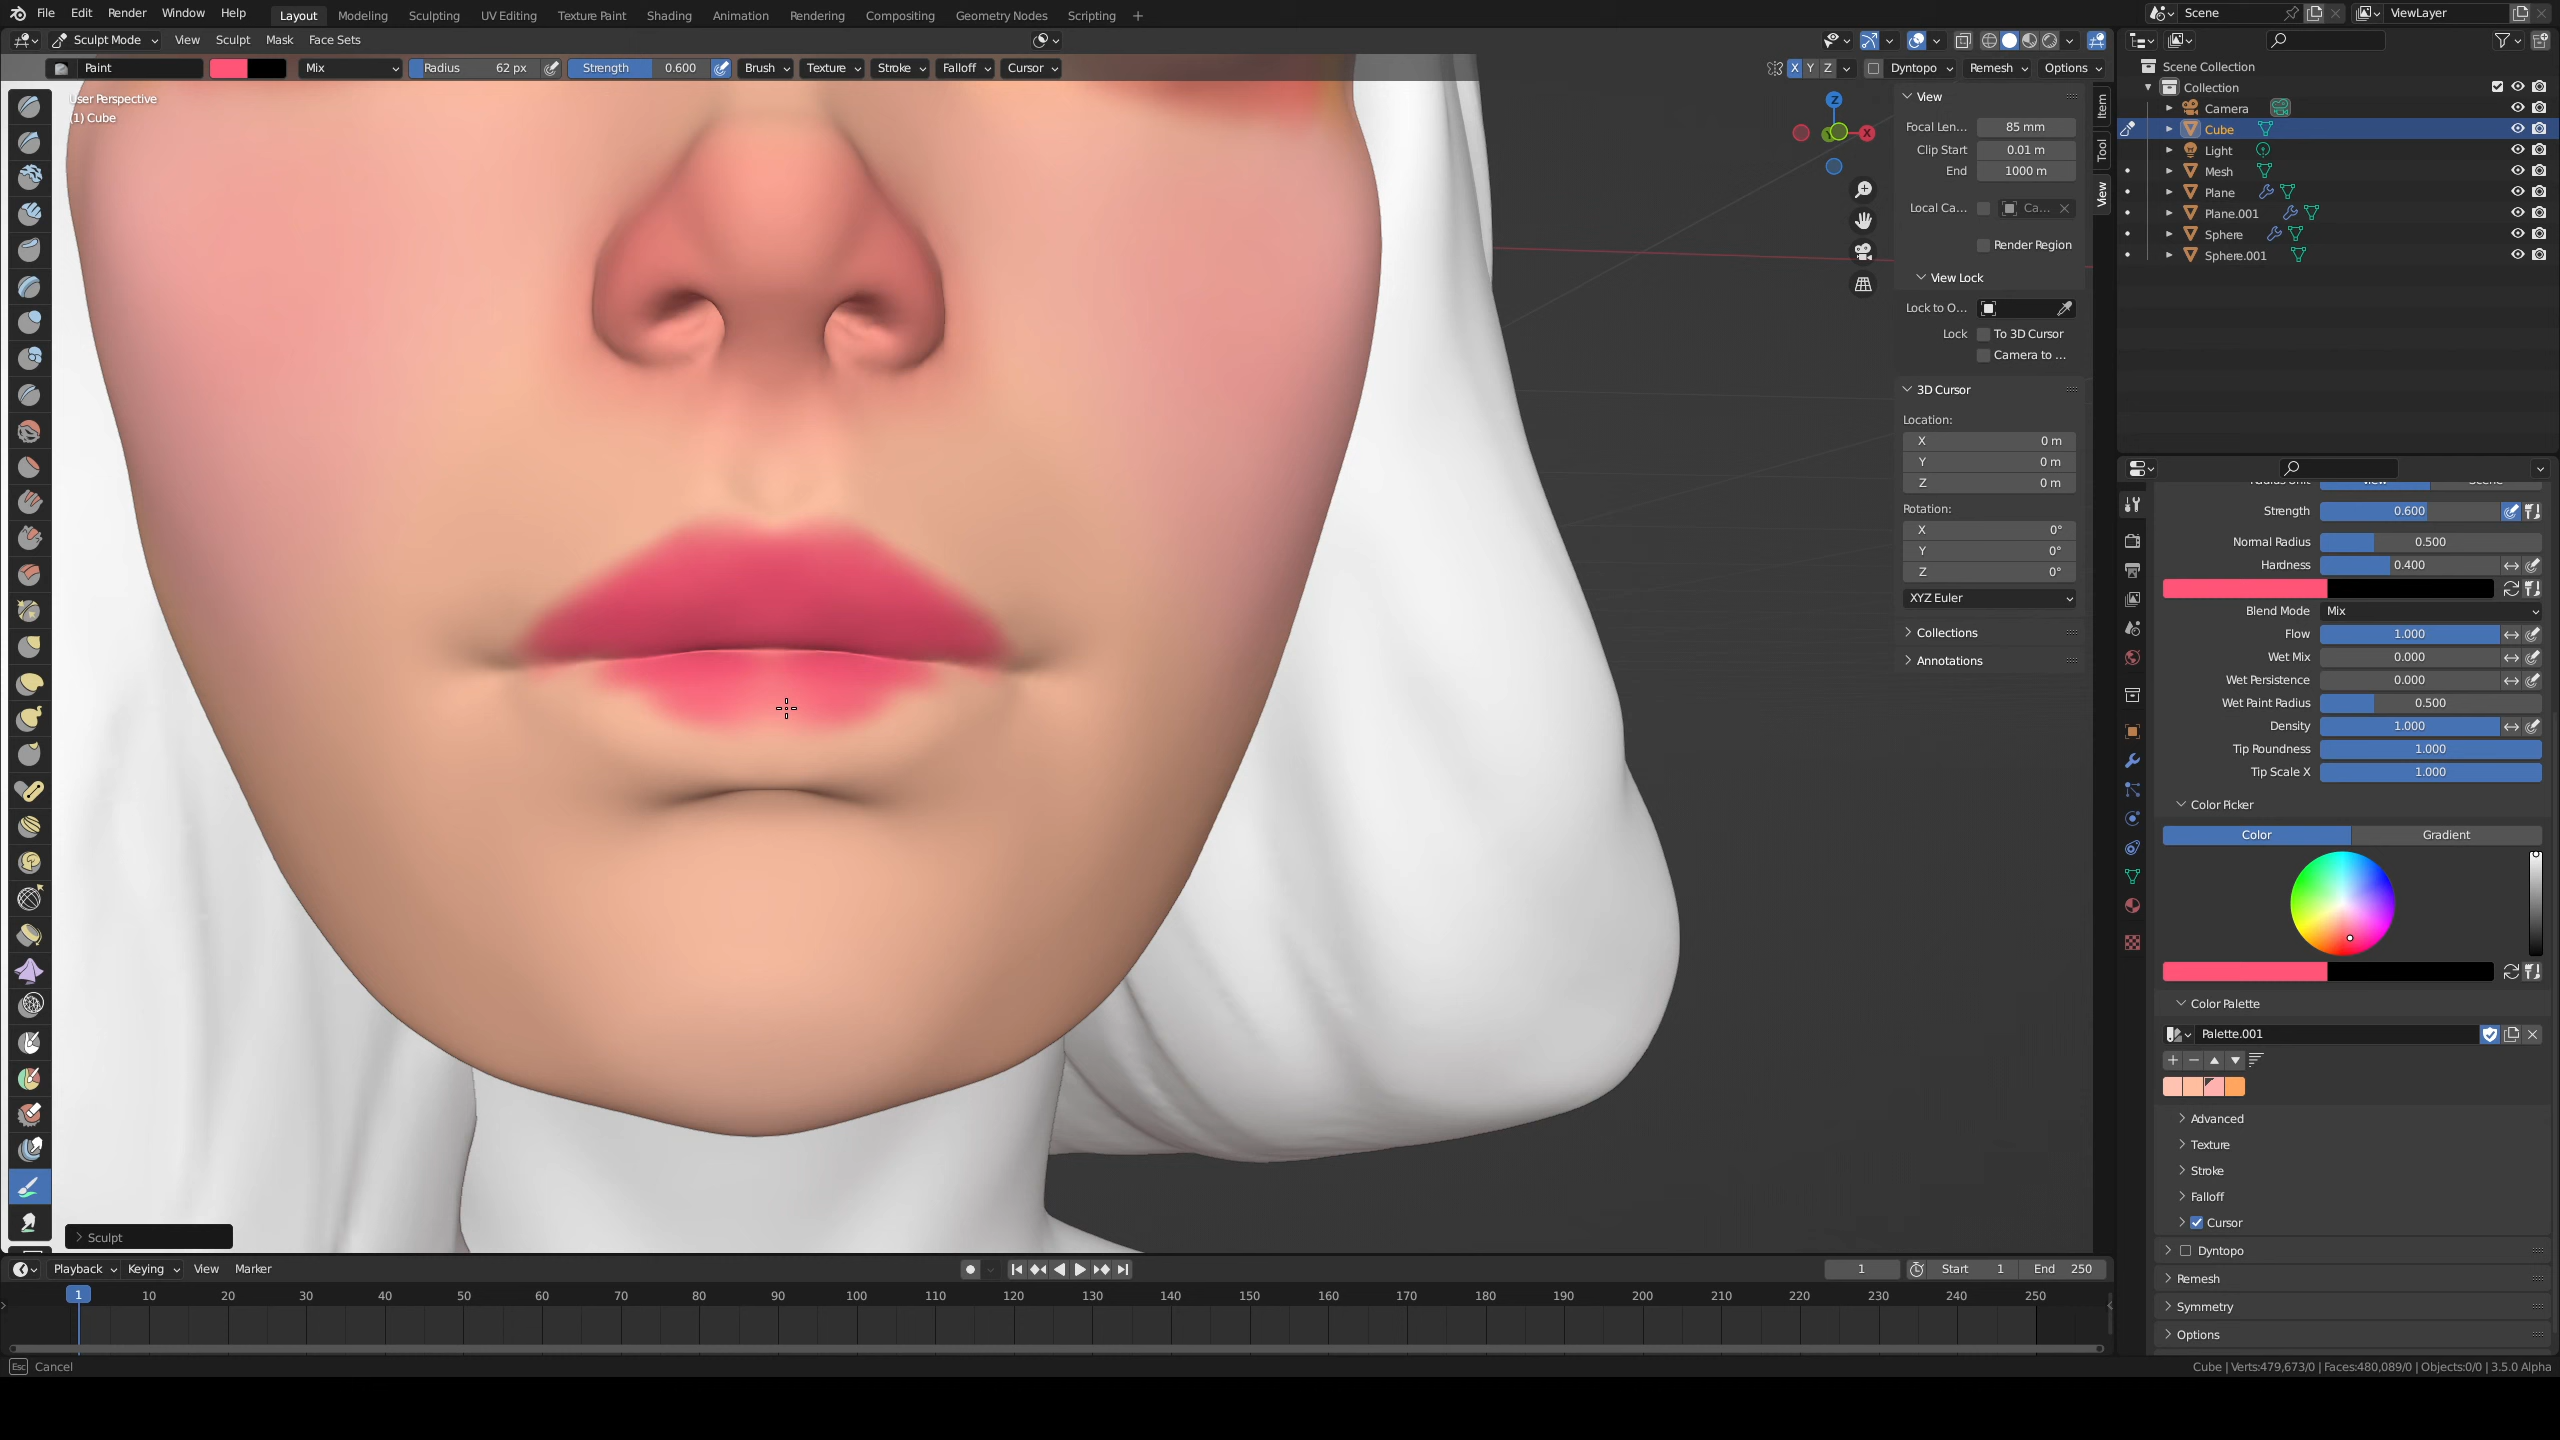 File Edit Render Window Help Layout Modeling Sculpting UV Editing Texture Paint Shading Animation Rendering Compositing Geometry Nodes Scripting + Scene ViewLayer
Sculpt Mode View Sculpt Mask Face Sets
Paint Mix Radius 62 px Strength 0.600 Brush Texture Stroke Falloff Cursor X Y Z Dyntopo Remesh Options
User Perspective
(1) Cube
Z
X
View
Focal Len... 85 mm
Clip Start 0.01 m
End 1000 m
Local Ca... Ca...
Render Region
View Lock
Lock to O...
Lock To 3D Cursor
Camera to ...
3D Cursor
Location:
X 0 m
Y 0 m
Z 0 m
Rotation:
X 0°
Y 0°
Z 0°
XYZ Euler
Collections
Annotations
Item
Tool
View
Scene Collection
Collection
Camera
Cube
Light
Mesh
Plane
Plane.001
Sphere
Sphere.001
Strength 0.600
Normal Radius 0.500
Hardness 0.400
Blend Mode Mix
Flow 1.000
Wet Mix 0.000
Wet Persistence 0.000
Wet Paint Radius 0.500
Density 1.000
Tip Roundness 1.000
Tip Scale X 1.000
Color Picker
Color Gradient
Color Palette
Palette.001
Advanced
Texture
Stroke
Falloff
Cursor
Dyntopo
Remesh
Symmetry
Options
Sculpt
Playback Keying View Marker 1 Start 1 End 250
1 10 20 30 40 50 60 70 80 90 100 110 120 130 140 150 160 170 180 190 200 210 220 230 240 250
Esc Cancel
Cube | Verts:479,673/0 | Faces:480,089/0 | Objects:0/0 | 3.5.0 Alpha